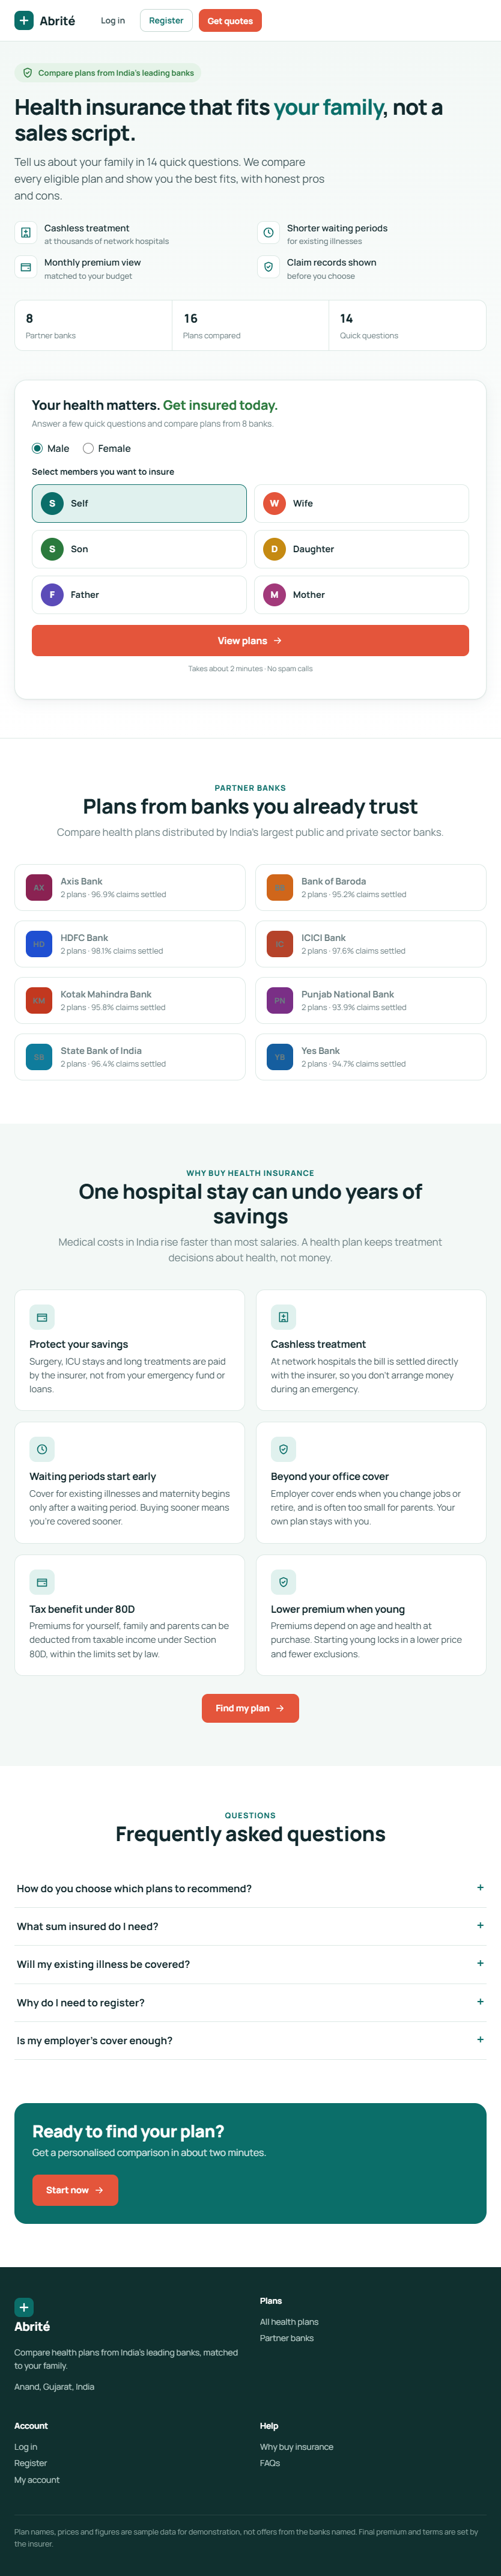 Abrité
Log in
Register
Get quotes
Compare plans from India's leading banks
Health insurance that fits your family, not a
sales script.
Tell us about your family in 14 quick questions. We compare
every eligible plan and show you the best fits, with honest pros
and cons.
Cashless treatment
at thousands of network hospitals
Shorter waiting periods
for existing illnesses
Monthly premium view
matched to your budget
Claim records shown
before you choose
8
Partner banks
16
Plans compared
14
Quick questions
Your health matters. Get insured today.
Answer a few quick questions and compare plans from 8 banks.
Male
Female
Select members you want to insure
S
Self
W
Wife
S
Son
D
Daughter
F
Father
M
Mother
View plans →
Takes about 2 minutes · No spam calls
PARTNER BANKS
Plans from banks you already trust
Compare health plans distributed by India's largest public and private sector banks.
AX
Axis Bank
2 plans · 96.9% claims settled
Bank of Baroda
2 plans · 95.2% claims settled
HD
HDFC Bank
2 plans · 98.1% claims settled
IC
ICICI Bank
2 plans · 97.6% claims settled
KM
Kotak Mahindra Bank
2 plans · 95.8% claims settled
PN
Punjab National Bank
2 plans · 93.9% claims settled
SB
State Bank of India
2 plans · 96.4% claims settled
YB
Yes Bank
2 plans · 94.7% claims settled
WHY BUY HEALTH INSURANCE
One hospital stay can undo years of
savings
Medical costs in India rise faster than most salaries. A health plan keeps treatment
decisions about health, not money.
Protect your savings
Surgery, ICU stays and long treatments are paid
by the insurer, not from your emergency fund or
loans.
Cashless treatment
At network hospitals the bill is settled directly
with the insurer, so you don't arrange money
during an emergency.
Waiting periods start early
Cover for existing illnesses and maternity begins
only after a waiting period. Buying sooner means
you're covered sooner.
Beyond your office cover
Employer cover ends when you change jobs or
retire, and is often too small for parents. Your
own plan stays with you.
Tax benefit under 80D
Premiums for yourself, family and parents can be
deducted from taxable income under Section
80D, within the limits set by law.
Lower premium when young
Premiums depend on age and health at
purchase. Starting young locks in a lower price
and fewer exclusions.
Find my plan →
QUESTIONS
Frequently asked questions
How do you choose which plans to recommend? +
What sum insured do I need? +
Will my existing illness be covered? +
Why do I need to register? +
Is my employer's cover enough? +
Ready to find your plan?
Get a personalised comparison in about two minutes.
Start now →
Abrité
Compare health plans from India's leading banks, matched
to your family.
Anand, Gujarat, India
Plans
All health plans
Partner banks
Account
Log in
Register
My account
Help
Why buy insurance
FAQs
Plan names, prices and figures are sample data for demonstration, not offers from the banks named. Final premium and terms are set by
the insurer.